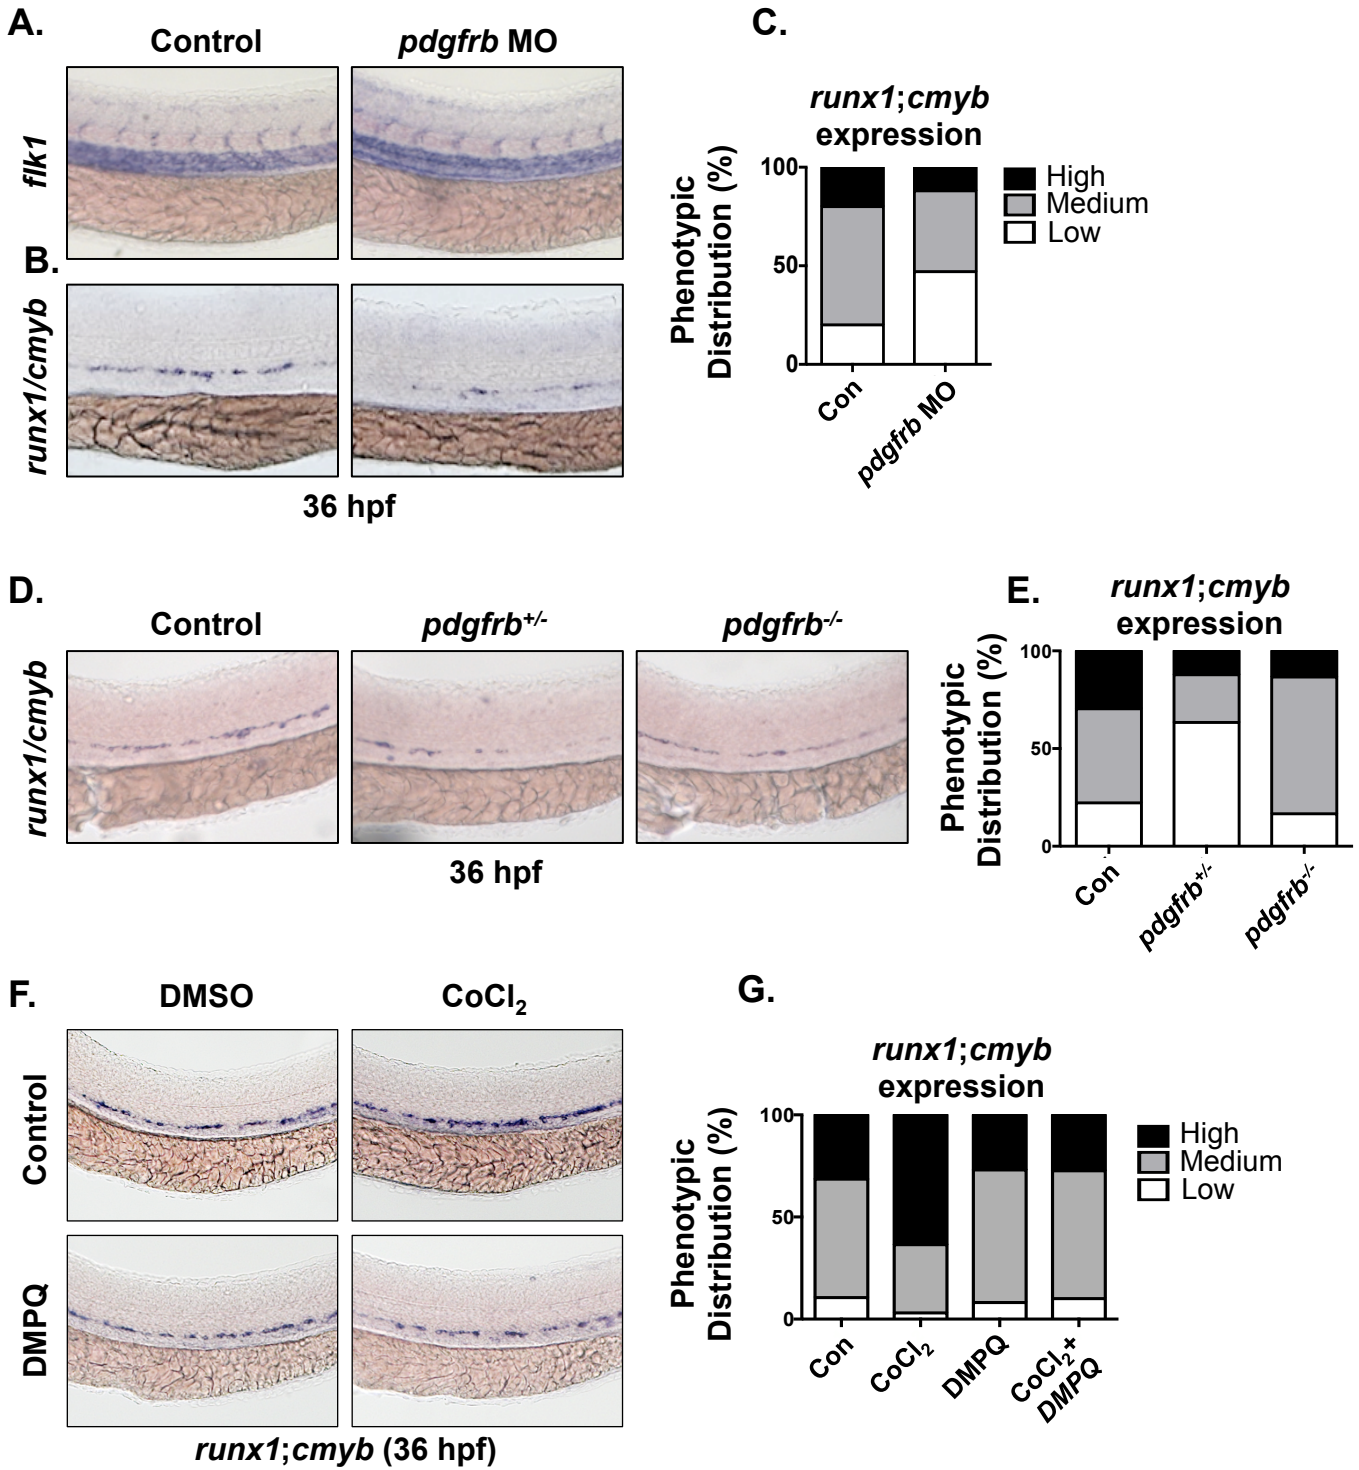 A.
Control
pdgfrb MO
flk1
B.
runx1/cmyb
36 hpf
C.
runx1;cmyb
expression
Phenotypic
Distribution (%)
100
50
0
Con
pdgfrb MO
High
Medium
Low
D.
Control
pdgfrb+/-
pdgfrb-/-
runx1/cmyb
36 hpf
E.
runx1;cmyb
expression
Phenotypic
Distribution (%)
100
50
0
Con
pdgfrb+/-
pdgfrb-/-
F.
DMSO
CoCl2
Control
DMPQ
runx1;cmyb (36 hpf)
G.
runx1;cmyb
expression
Phenotypic
Distribution (%)
100
50
0
Con
CoCl2
DMPQ
CoCl2+
DMPQ
High
Medium
Low